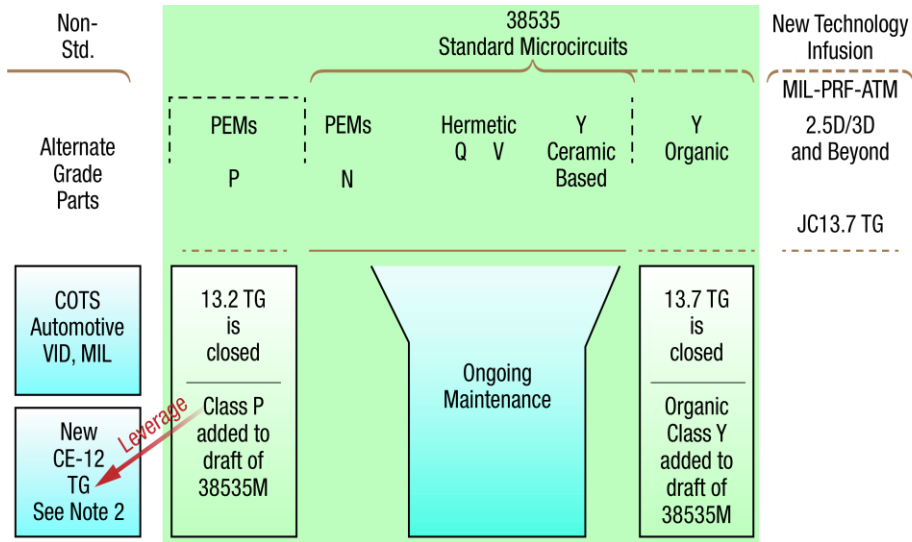 Non-
Std.
38535
Standard Microcircuits
New Technology
Infusion
MIL-PRF-ATM
Alternate
Grade
Parts
PEMs
P
PEMs
N
Hermetic
Q V
Y
Ceramic
Based
Y
Organic
2.5D/3D
and Beyond
JC13.7 TG
COTS
Automotive
VID, MIL
New
CE-12
TG
See Note 2
Leverage
13.2 TG
is
closed
Class P
added to
draft of
38535M
Ongoing
Maintenance
13.7 TG
is
closed
Organic
Class Y
added to
draft of
38535M